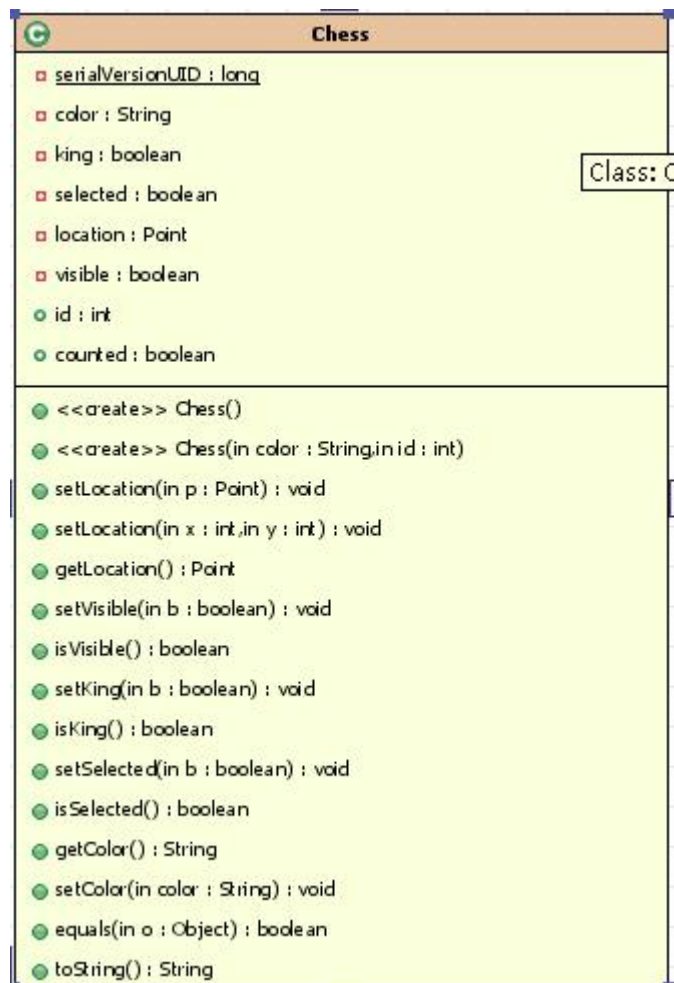 Chess
serialVersionUID : long
color : String
king : boolean
Class: C
selected : boolean
location : Point
visible : boolean
id : int
counted : boolean
<<create>> Chess()
<<create>> Chess(in color : String,in id : int)
setLocation(in p : Point) : void
setLocation(in x : int,in y : int) : void
getLocation() : Point
setVisible(in b : boolean) : void
isVisible() : boolean
setKing(in b : boolean) : void
isKing() : boolean
setSelected(in b : boolean) : void
isSelected() : boolean
getColor() : String
setColor(in color : String) : void
equals(in o : Object) : boolean
toString() : String